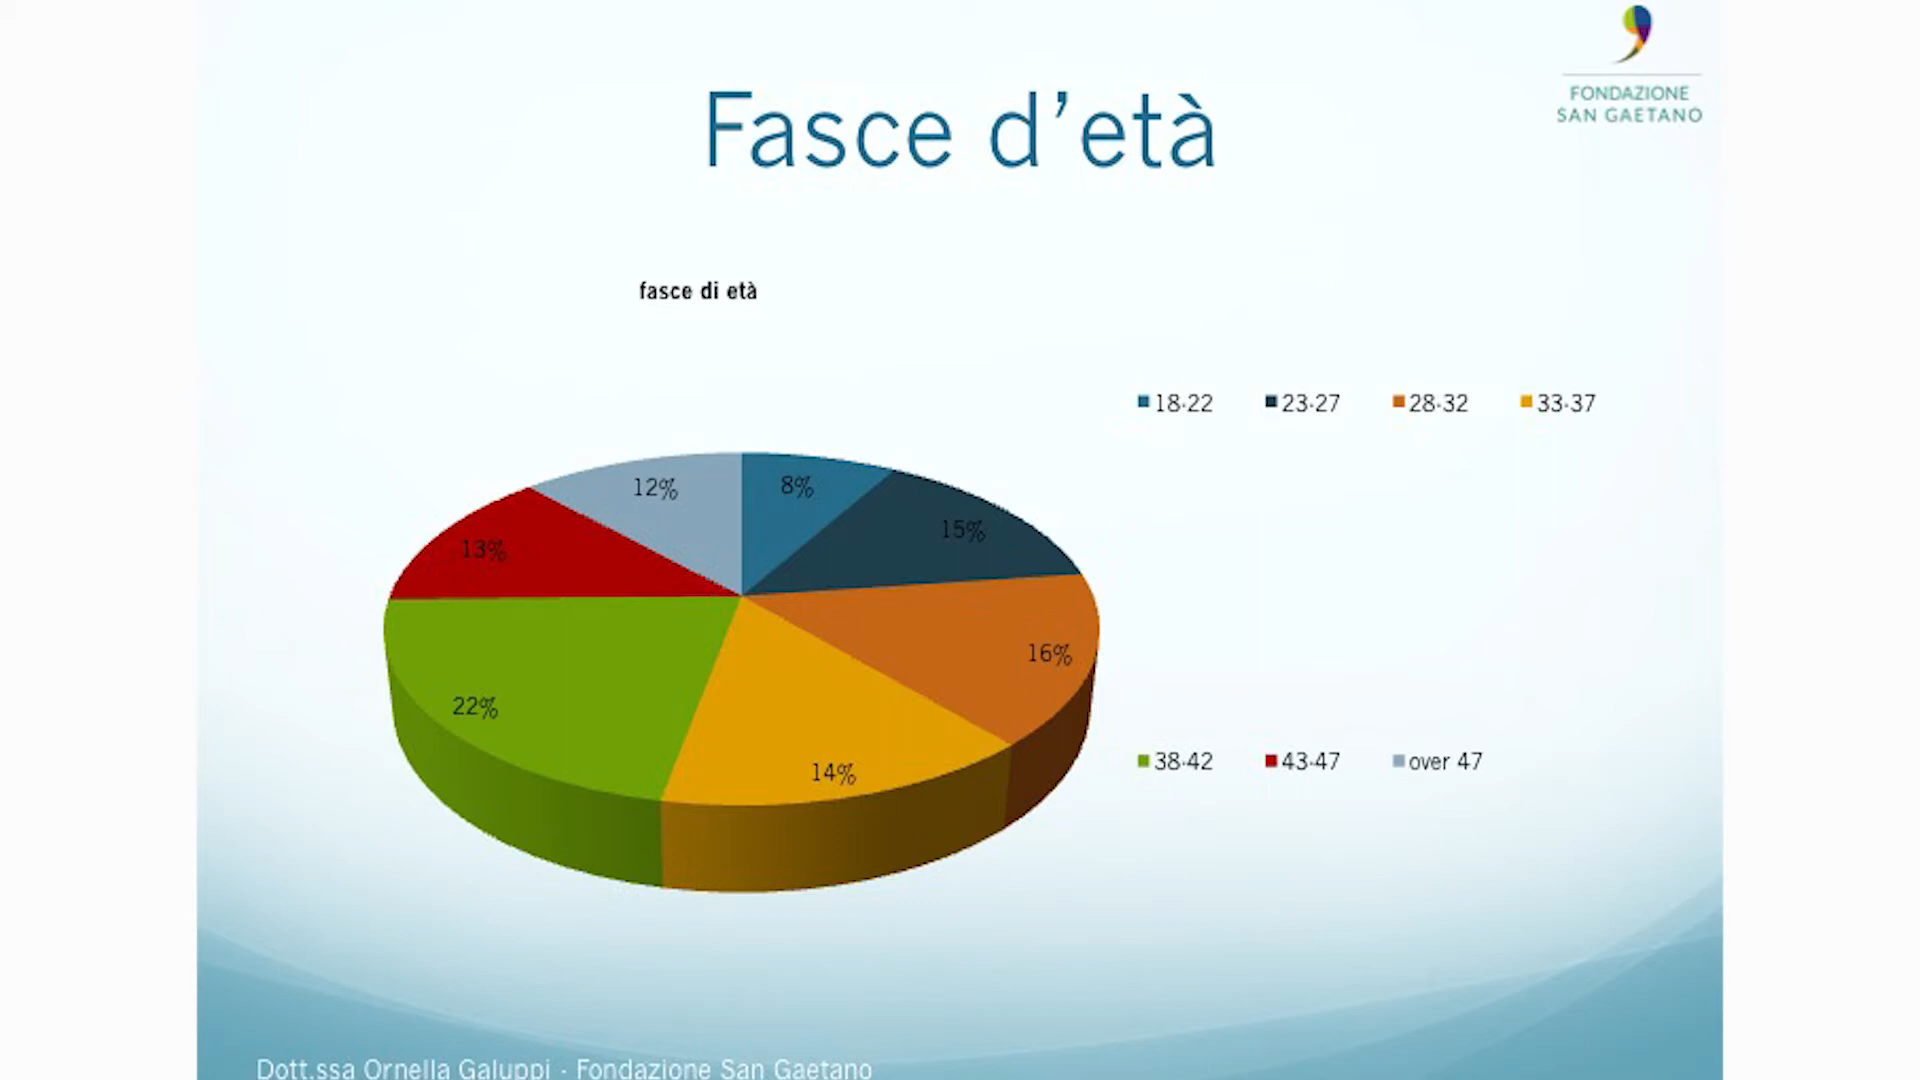 FONDAZIONE
SAN GAETANO
Fasce d'età
fasce di età
18-22
23-27
28-32
33-37
12%
8%
15%
13%
16%
22%
14%
38-42
43-47
over 47
Dott.ssa Ornella Galuppi - Fondazione San Gaetano